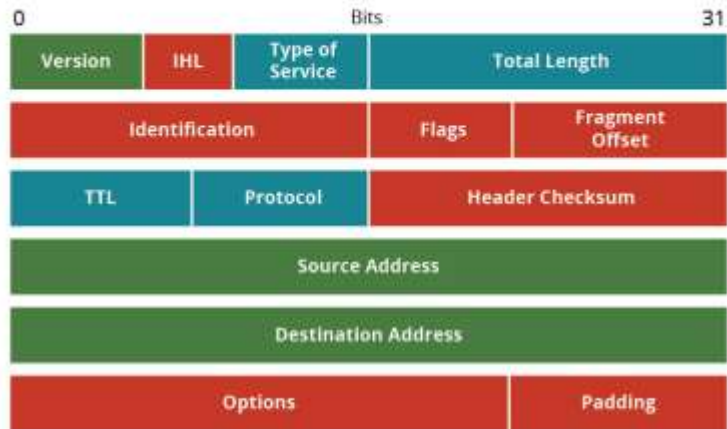 0 Bits 31
Version IHL Type of Service Total Length
Identification Flags Fragment Offset
TTL Protocol Header Checksum
Source Address
Destination Address
Options Padding